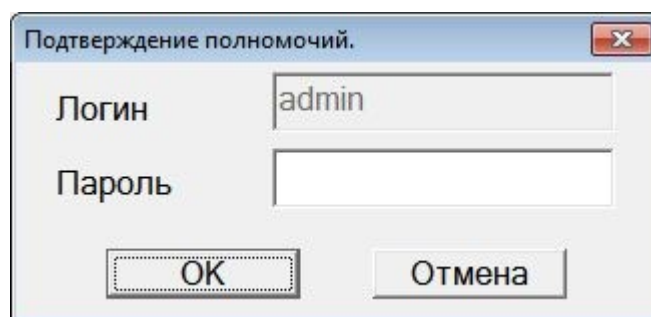 Подтверждение полномочий.
Логин admin
Пароль
OK Отмена